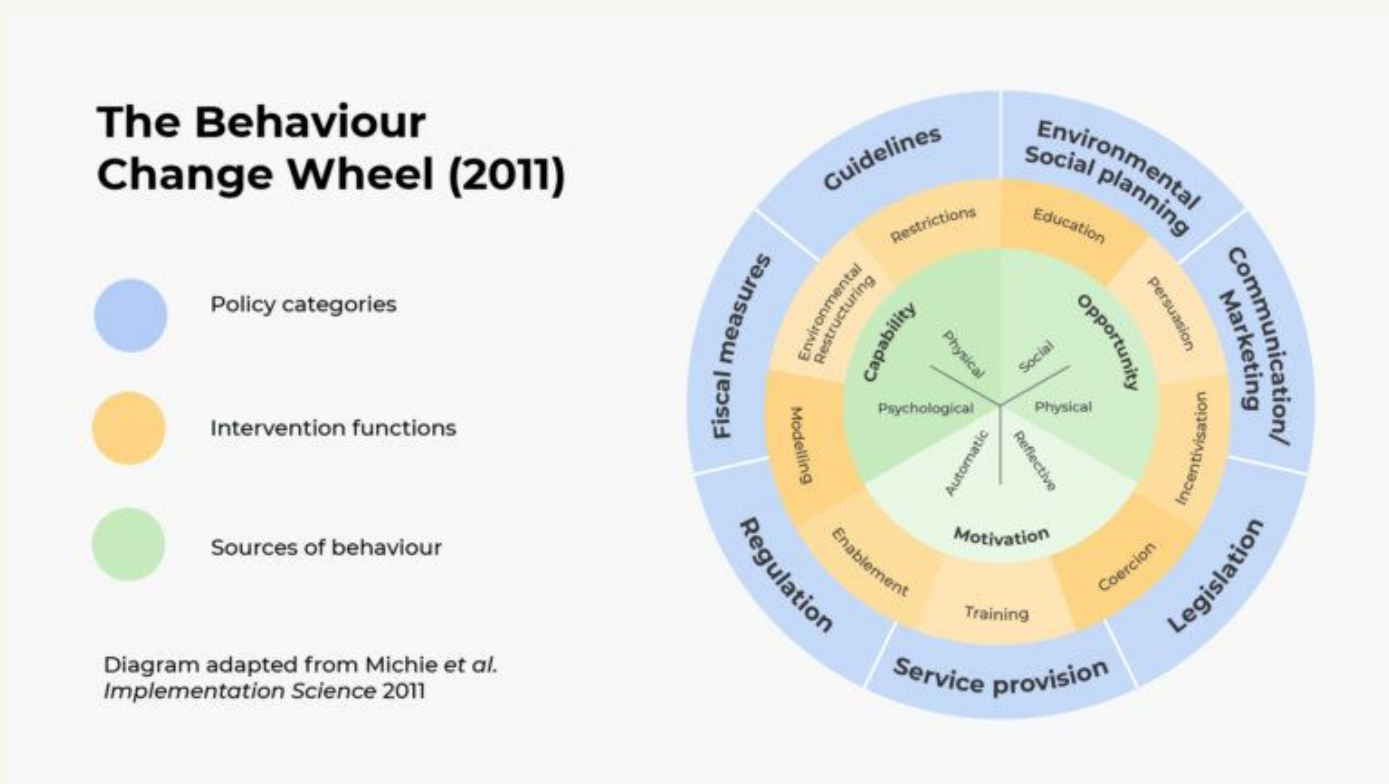 The Behaviour
Change Wheel (2011)
Policy categories
Intervention functions
Sources of behaviour
Diagram adapted from Michie et al.
Implementation Science 2011
Guidelines
Environmental
Social planning
Communication/
Marketing
Legislation
Service provision
Regulation
Fiscal measures
Restrictions
Education
Persuasion
Incentivisation
Coercion
Training
Enablement
Modelling
Environmental
Restructuring
Capability
Physical
Psychological
Opportunity
Social
Physical
Motivation
Automatic
Reflective